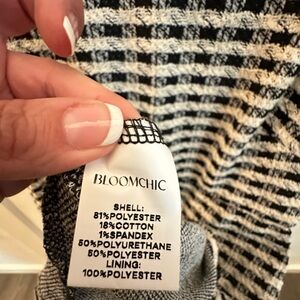 BLOOMCHIC
SHELL:
81%POLYESTER
18%COTTON
1%SPANDEX
50%POLYURETHANE
50%POLYESTER
LINING:
100%POLYESTER